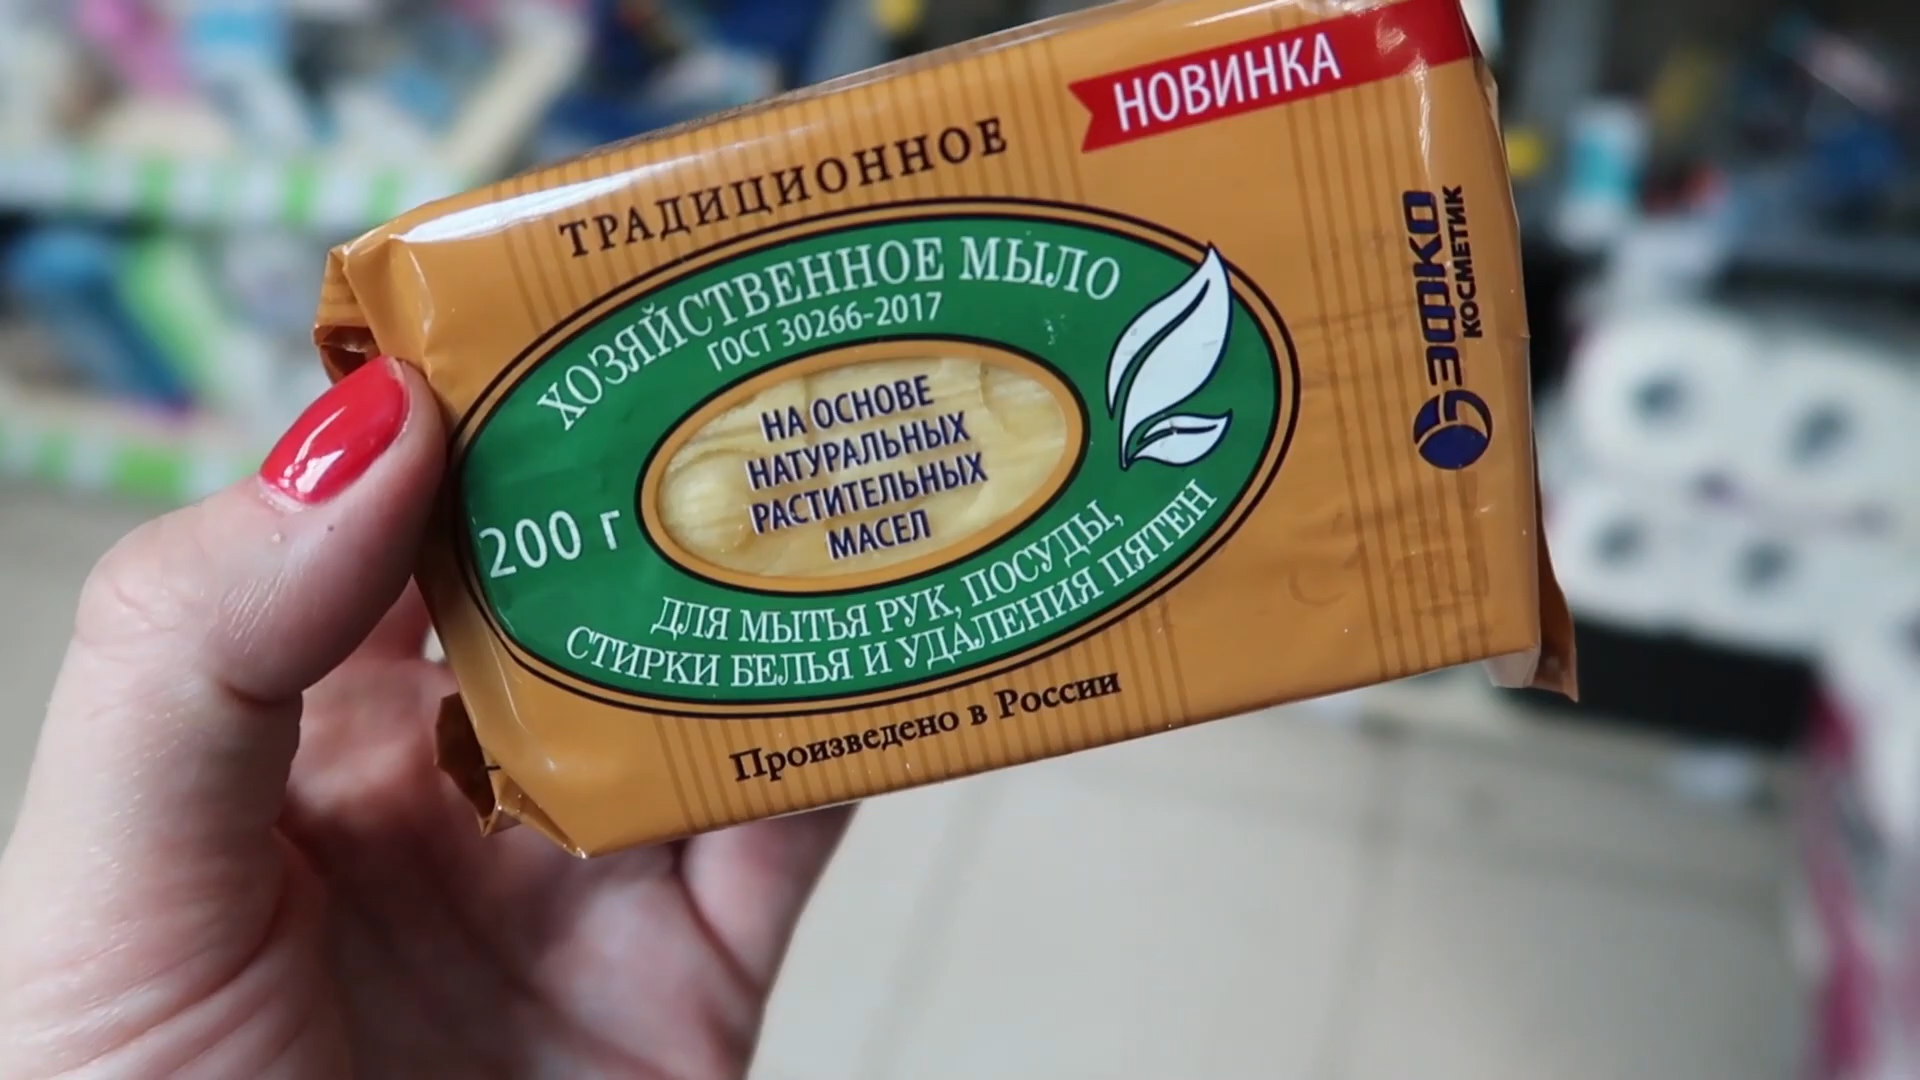 НОВИНКА
ТРАДИЦИОННОЕ
ХОЗЯЙСТВЕННОЕ МЫЛО
ГОСТ 30266-2017
НА ОСНОВЕ
НАТУРАЛЬНЫХ
РАСТИТЕЛЬНЫХ
МАСЕЛ
200 г
ДЛЯ МЫТЬЯ РУК, ПОСУДЫ,
СТИРКИ БЕЛЬЯ И УДАЛЕНИЯ ПЯТЕН
Произведено в России
ЭФКО
КОСМЕТИК